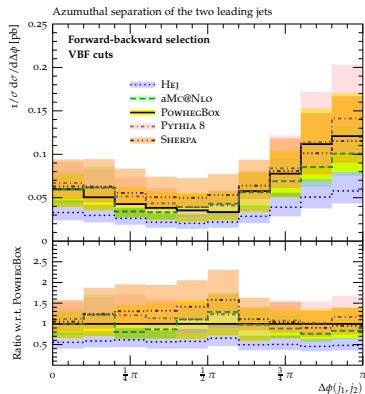 Azumuthal separation of the two leading jets
1/σ dσ/dΔϕ [pb]
0.25
0.2
0.15
0.1
0.05
0
Forward-backward selection
VBF cuts
Hej
aMc@Nlo
PowhegBox
Pythia 8
Sherpa
Ratio w.r.t. PowhegBox
2.5
2
1.5
1
0.5
0
1/4 π
1/2 π
3/4 π
π
Δϕ(j1, j2)